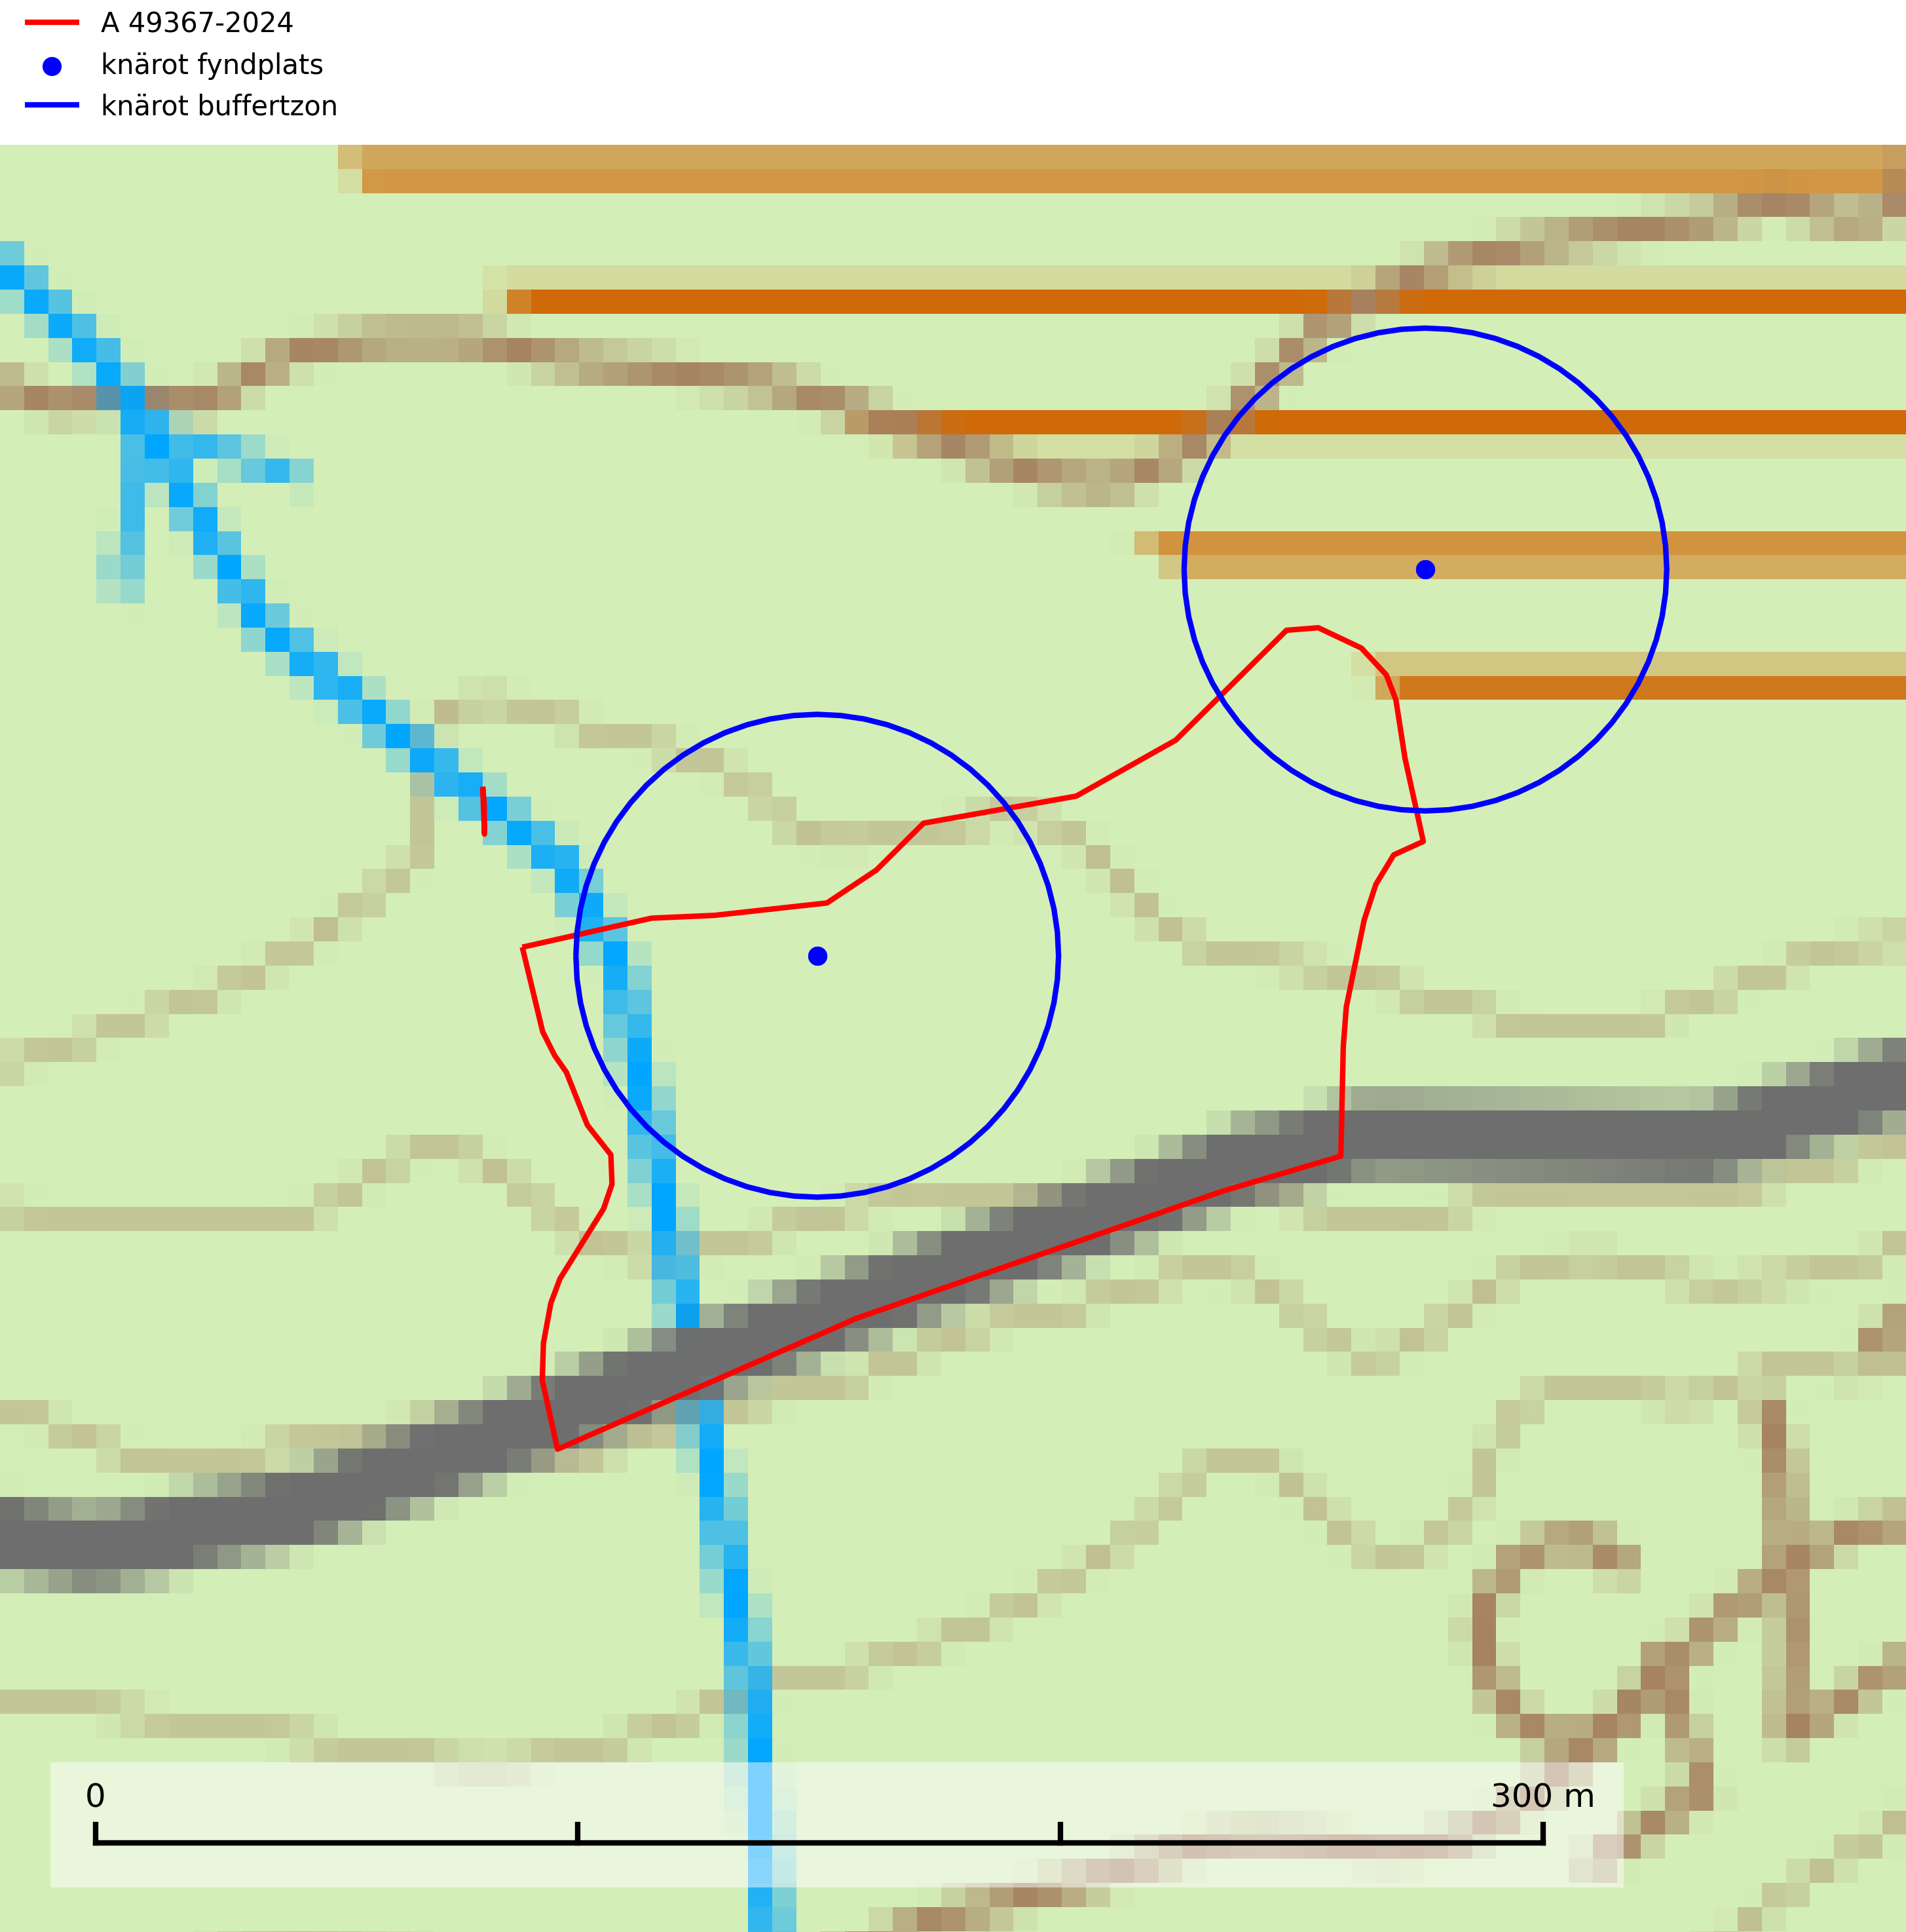 A 49367-2024
knärot fyndplats
knärot buffertzon
0 300 m